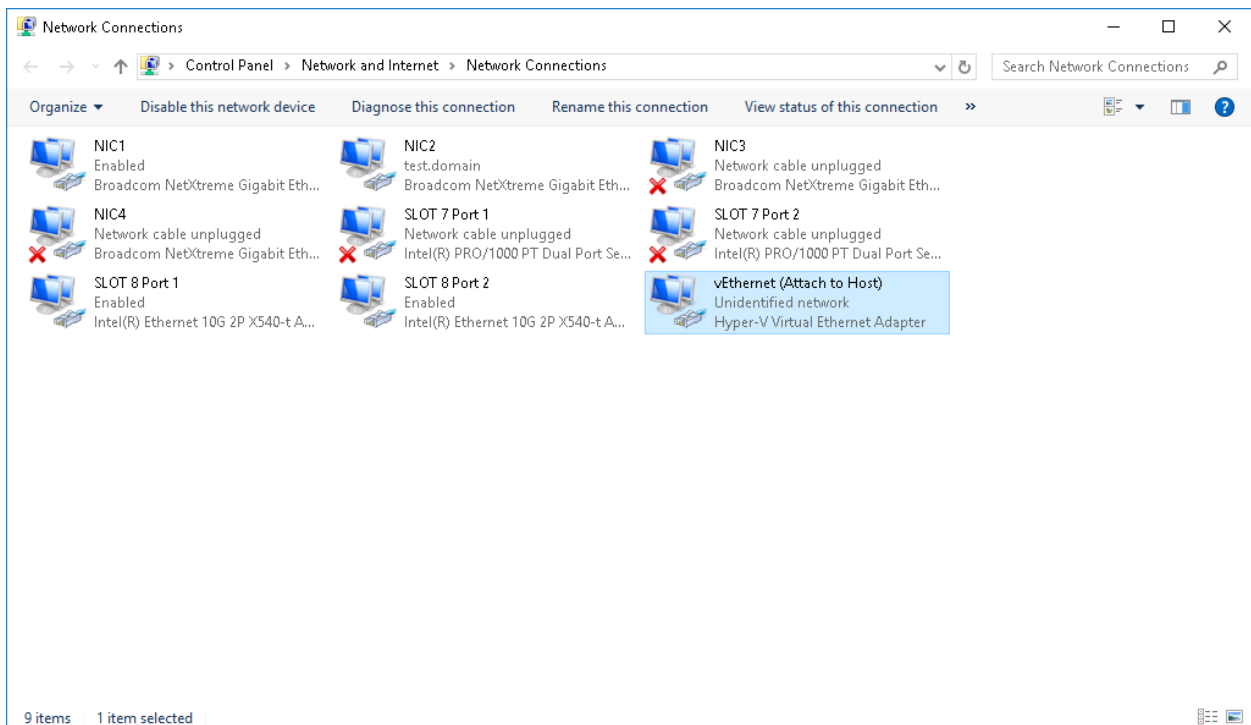 Network Connections
Control Panel > Network and Internet > Network Connections
Search Network Connections
Organize Disable this network device Diagnose this connection Rename this connection View status of this connection »
NIC1
Enabled
Broadcom NetXtreme Gigabit Eth...
NIC2
test.domain
Broadcom NetXtreme Gigabit Eth...
NIC3
Network cable unplugged
Broadcom NetXtreme Gigabit Eth...
NIC4
Network cable unplugged
Broadcom NetXtreme Gigabit Eth...
SLOT 7 Port 1
Network cable unplugged
Intel(R) PRO/1000 PT Dual Port Se...
SLOT 7 Port 2
Network cable unplugged
Intel(R) PRO/1000 PT Dual Port Se...
SLOT 8 Port 1
Enabled
Intel(R) Ethernet 10G 2P X540-t A...
SLOT 8 Port 2
Enabled
Intel(R) Ethernet 10G 2P X540-t A...
vEthernet (Attach to Host)
Unidentified network
Hyper-V Virtual Ethernet Adapter
9 items 1 item selected